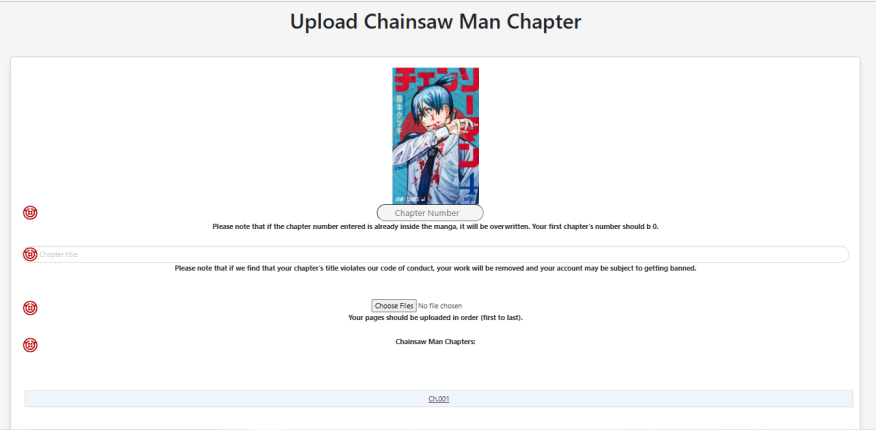 Upload Chainsaw Man Chapter
チェンソーマン
藤本タツキ
4
JUMP COMICS
Chapter Number
Please note that if the chapter number entered is already inside the manga, it will be overwritten. Your first chapter's number should b 0.
Chapter title
Please note that if we find that your chapter's title violates our code of conduct, your work will be removed and your account may be subject to getting banned.
Choose Files No file chosen
Your pages should be uploaded in order (first to last).
Chainsaw Man Chapters:
Ch.001